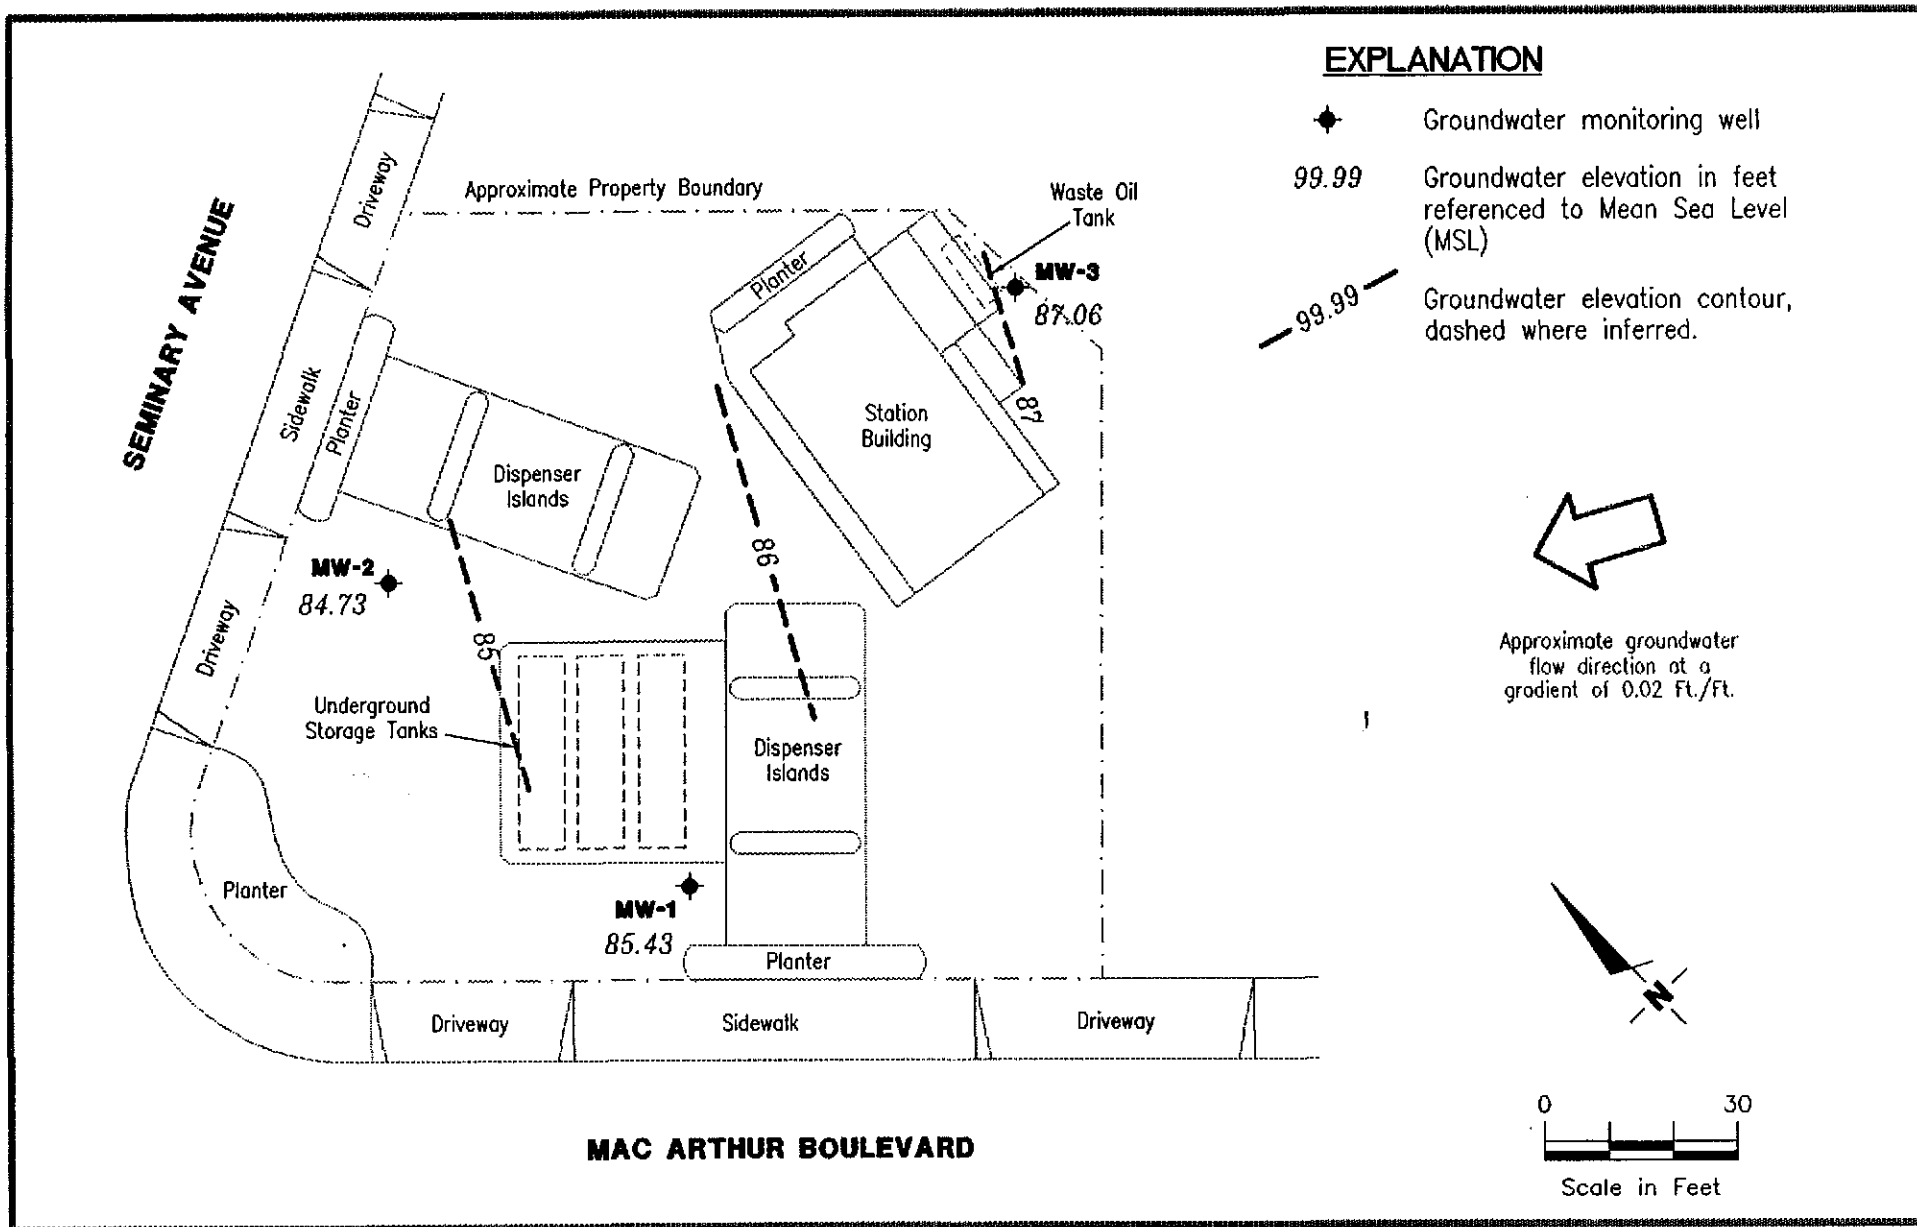 EXPLANATION
Groundwater monitoring well
99.99
Groundwater elevation in feet
referenced to Mean Sea Level
(MSL)
99.99
Groundwater elevation contour,
dashed where inferred.
Driveway
Approximate Property Boundary
Waste Oil
Tank
SEMINARY AVENUE
Planter
MW-3
87.06
Sidewalk
Planter
Station
Building
87
Dispenser
Islands
86
MW-2
84.73
Driveway
85
Underground
Storage Tanks
Dispenser
Islands
Approximate groundwater
flow direction at a
gradient of 0.02 Ft./Ft.
Planter
MW-1
85.43
Planter
Driveway
Sidewalk
Driveway
N
MAC ARTHUR BOULEVARD
0
30
Scale in Feet